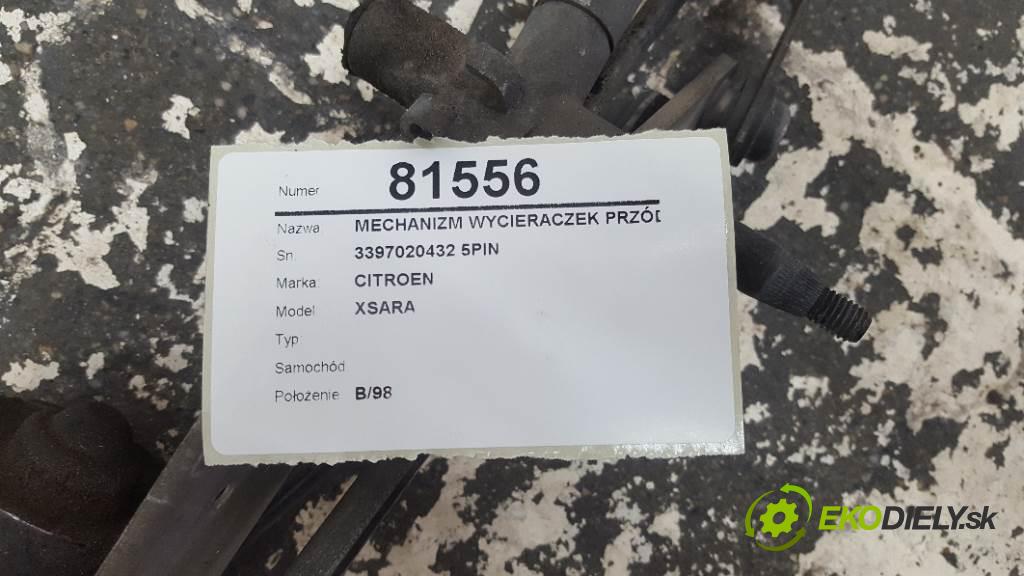 Numer 81556
Nazwa MECHANIZM WYCIERACZEK PRZÓD
Sn. 3397020432 5PIN
Marka: CITROEN
Model XSARA
Typ
Samochód
Położenie B/98
EKODIELY.sk